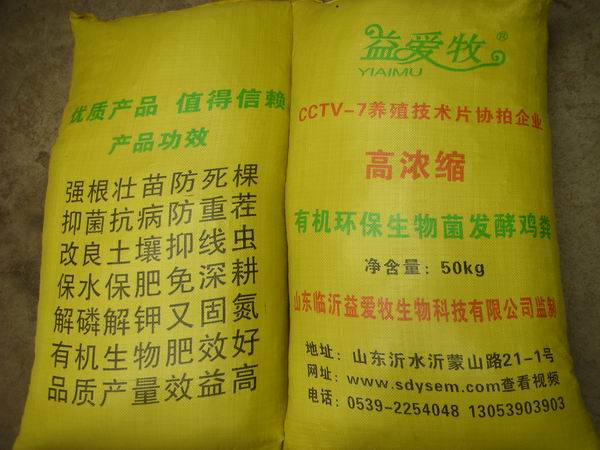 优质产品 值得信赖
产品功效
强根壮苗防死棵
抑菌抗病防重茬
改良土壤抑线虫
保水保肥免深耕
解磷解钾又固氮
有机生物肥效好
品质产量效益高
益爱牧®
YIAIMU
CCTV-7养殖技术片协拍企业
高浓缩
有机环保生物菌发酵鸡粪
净含量：50kg
山东临沂益爱牧生物科技有限公司监制
地址：山东沂水沂蒙山路21-1号
网址：www.sdysem.com查看视频
电话：0539-2254048 13053903903